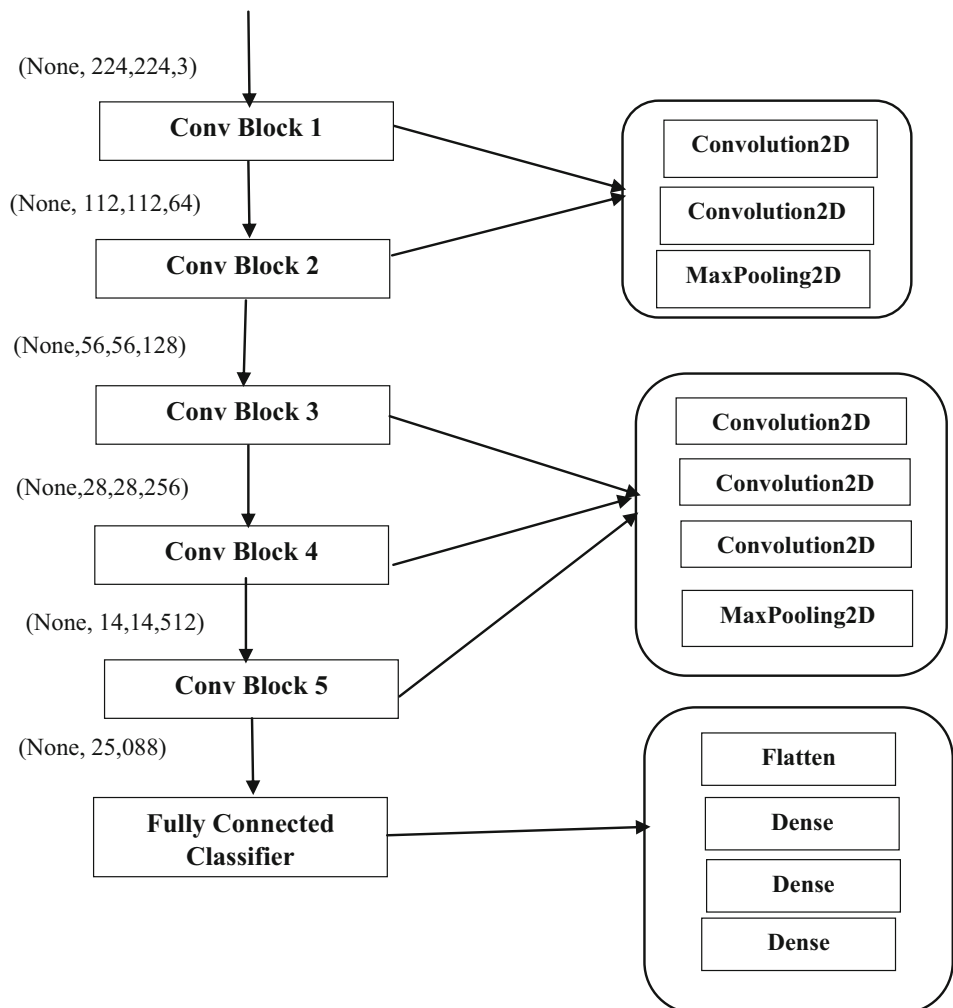 (None, 224,224,3)
Conv Block 1
(None, 112,112,64)
Conv Block 2
(None,56,56,128)
Conv Block 3
(None,28,28,256)
Conv Block 4
(None, 14,14,512)
Conv Block 5
(None, 25,088)
Fully Connected
Classifier
Convolution2D
Convolution2D
MaxPooling2D
Convolution2D
Convolution2D
Convolution2D
MaxPooling2D
Flatten
Dense
Dense
Dense